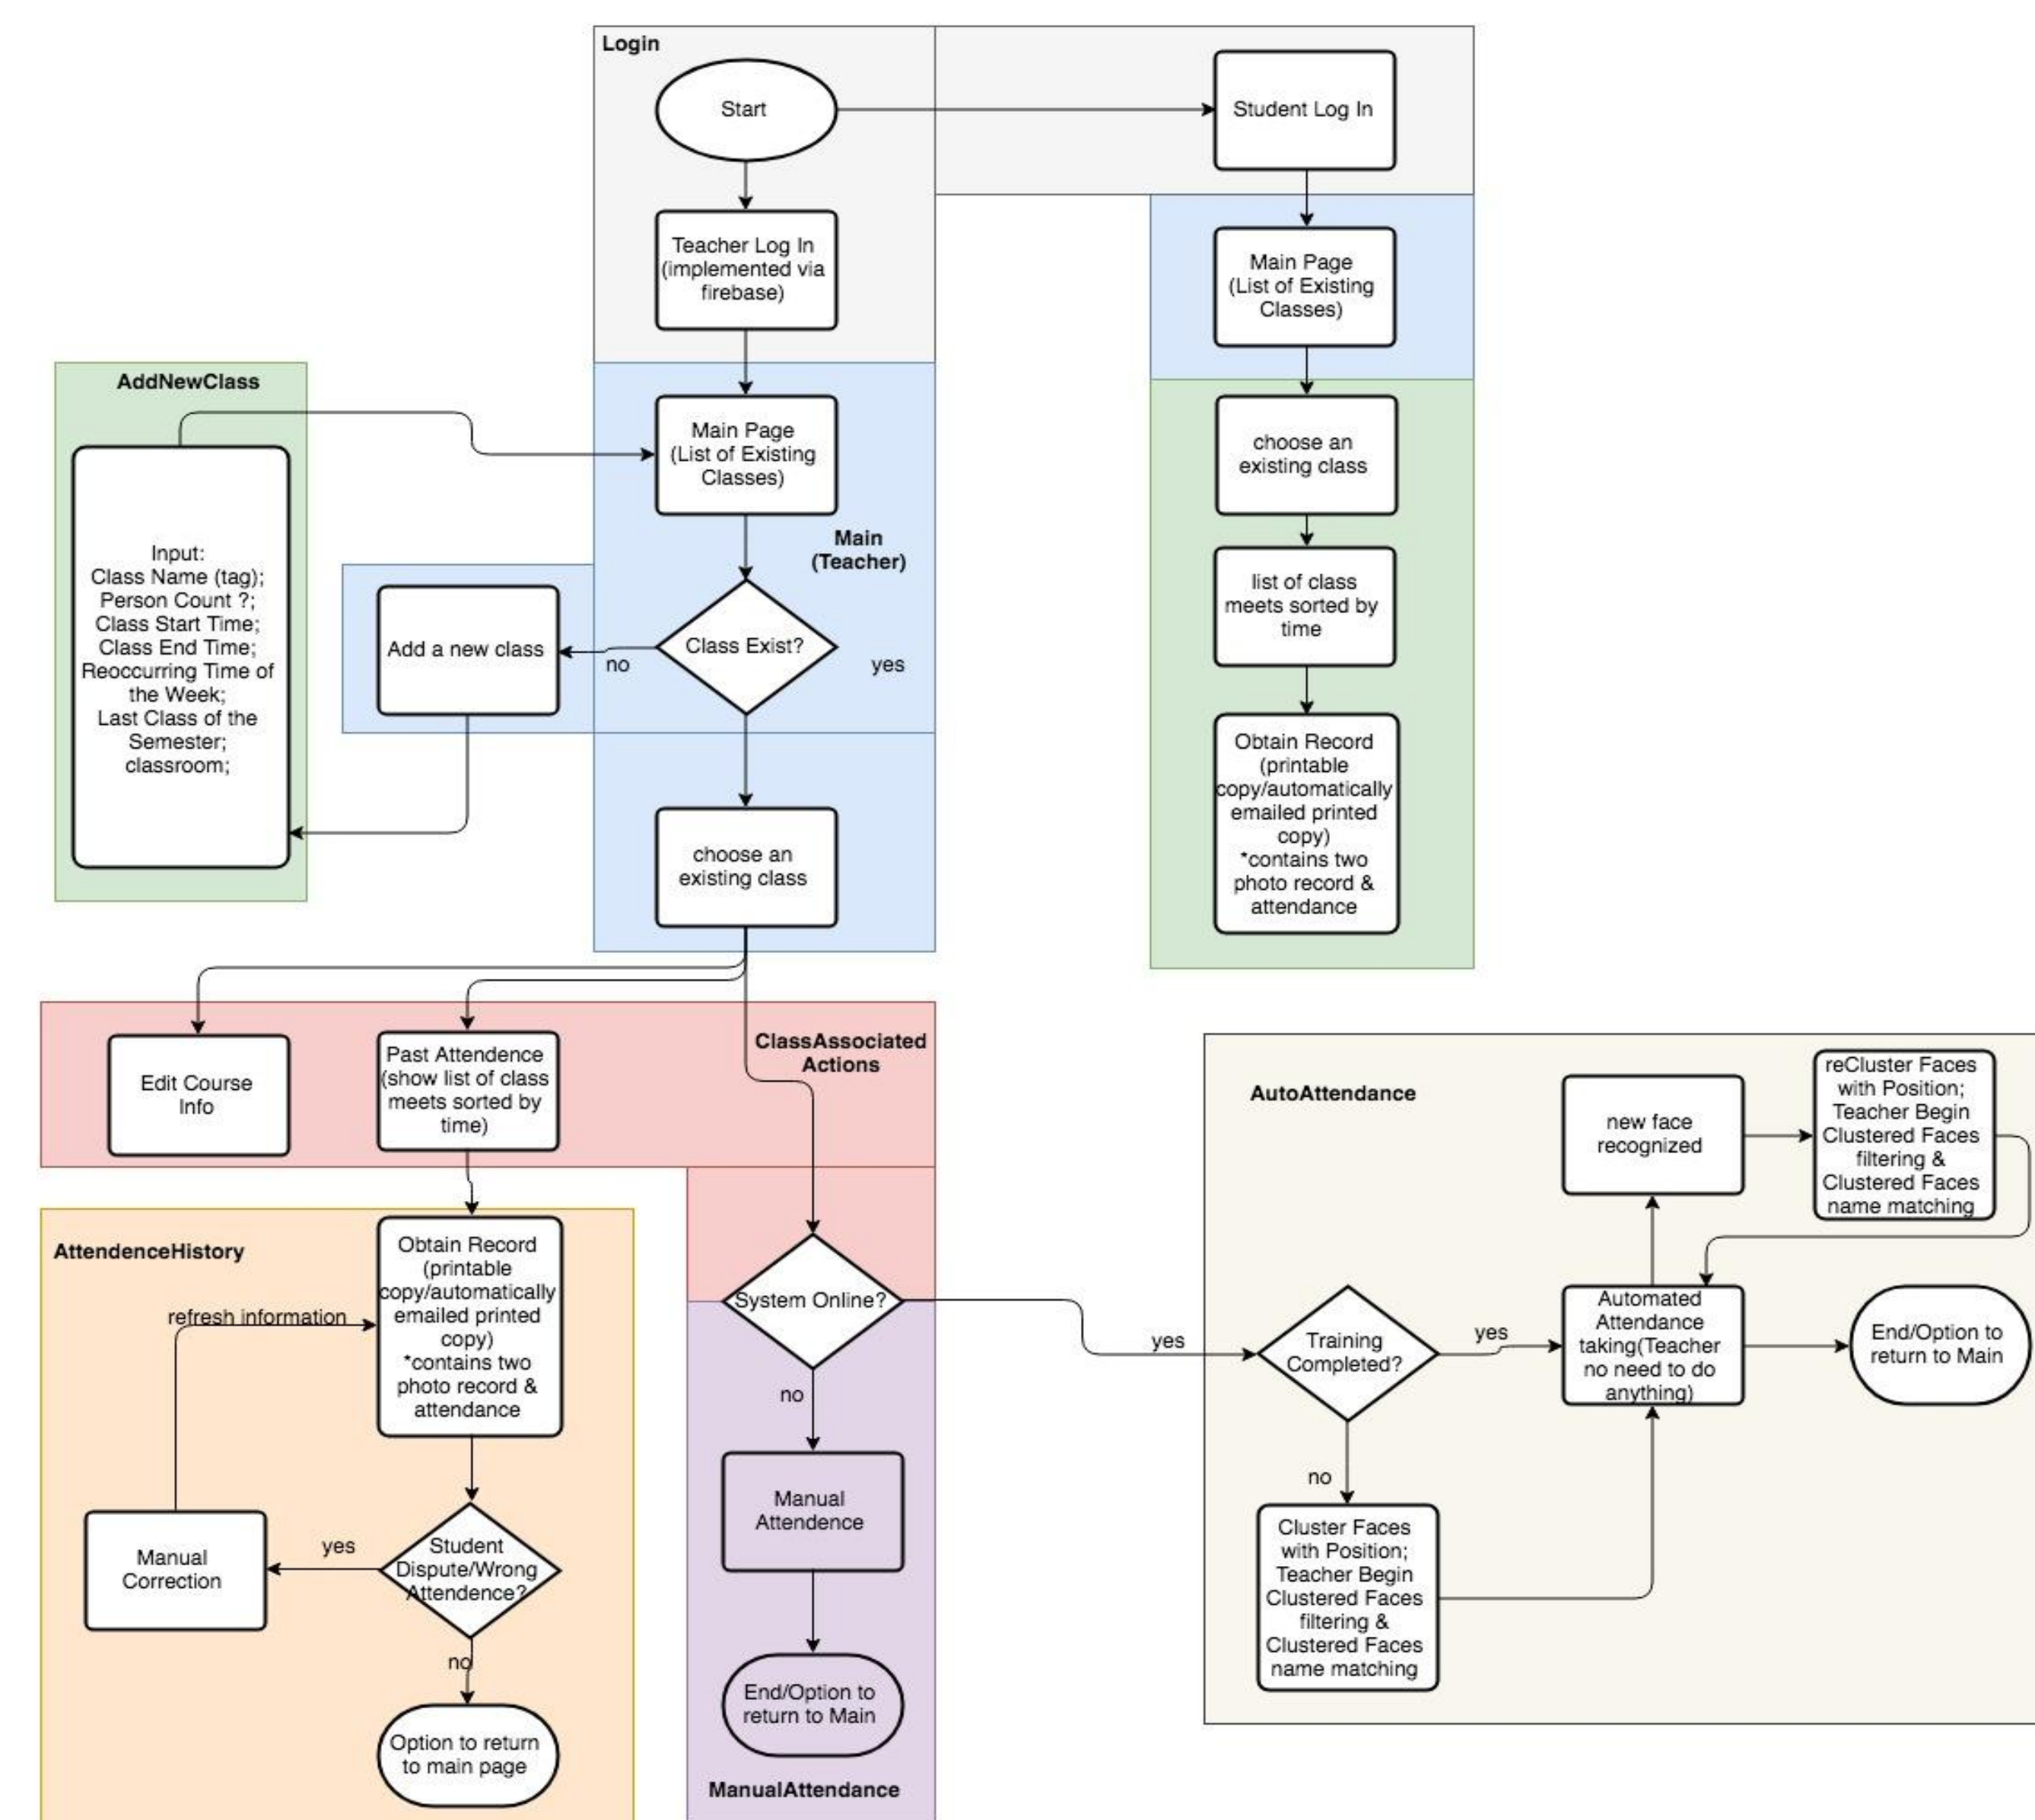 Login
Start
Student Log In
Teacher Log In
(implemented via
firebase)
Main Page
(List of Existing
Classes)
AddNewClass
Main Page
(List of Existing
Classes)
choose an
existing class
Main
(Teacher)
Input:
Class Name (tag);
Person Count ?;
Class Start Time;
Class End Time;
Reoccurring Time of
the Week;
Last Class of the
Semester;
classroom;
Add a new class
no
Class Exist?
yes
list of class
meets sorted by
time
Obtain Record
(printable
copy/automatically
emailed printed
copy)
*contains two
photo record &
attendance
choose an
existing class
ClassAssociated
Actions
Edit Course
Info
Past Attendence
(show list of class
meets sorted by
time)
AutoAttendance
new face
recognized
reCluster Faces
with Position;
Teacher Begin
Clustered Faces
filtering &
Clustered Faces
name matching
AttendenceHistory
Obtain Record
(printable
copy/automatically
emailed printed
copy)
*contains two
photo record &
attendance
refresh information
System Online?
yes
Training
Completed?
yes
Automated
Attendance
taking(Teacher
no need to do
anything)
End/Option to
return to Main
no
no
Manual
Attendence
Cluster Faces
with Position;
Teacher Begin
Clustered Faces
filtering &
Clustered Faces
name matching
Manual
Correction
yes
Student
Dispute/Wrong
Attendence?
no
End/Option to
return to Main
Option to return
to main page
ManualAttendance